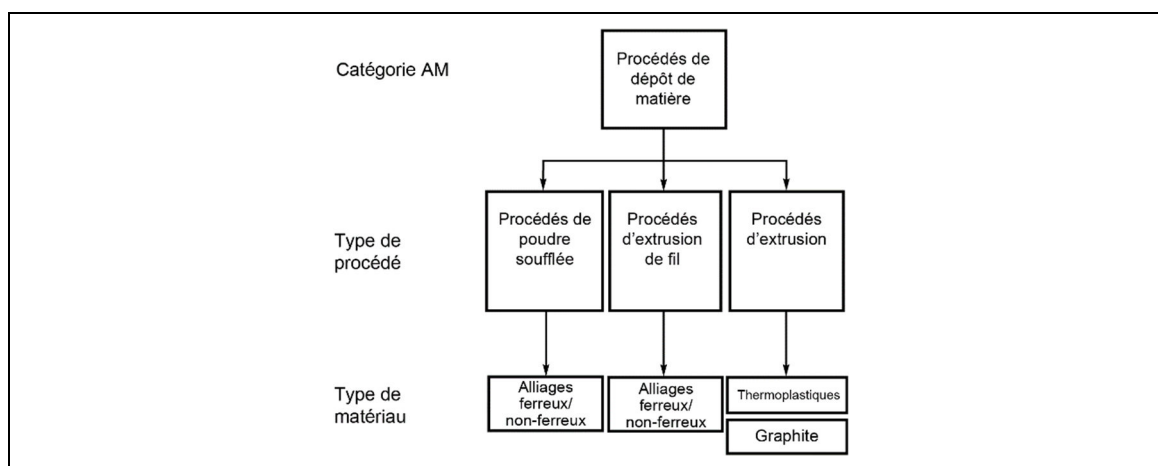 Catégorie AM
Procédés de
dépôt de
matière
Type de
procédé
Procédés de
poudre
soufflée
Procédés
d'extrusion
de fil
Procédés
d'extrusion
Type de
matériau
Alliages
ferreux/
non-ferreux
Alliages
ferreux/
non-ferreux
Thermoplastiques
Graphite